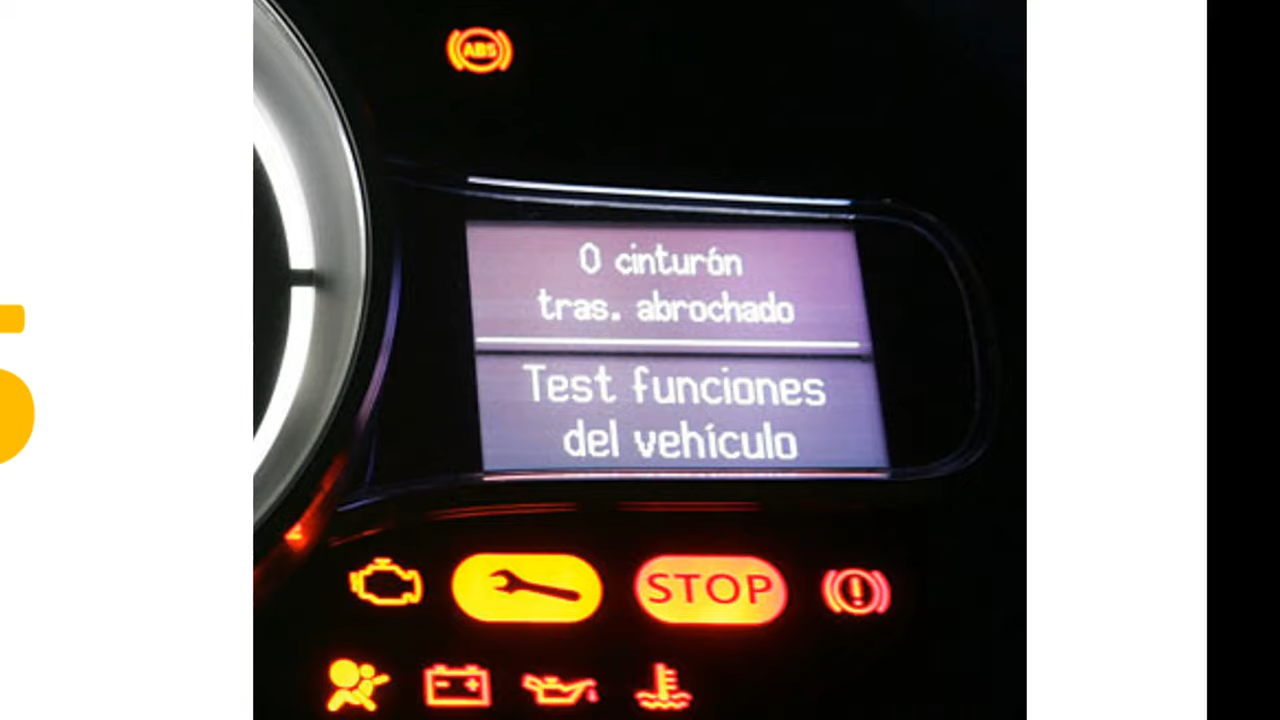 ABS
0 cinturón
tras. abrochado
Test funciones
del vehículo
STOP